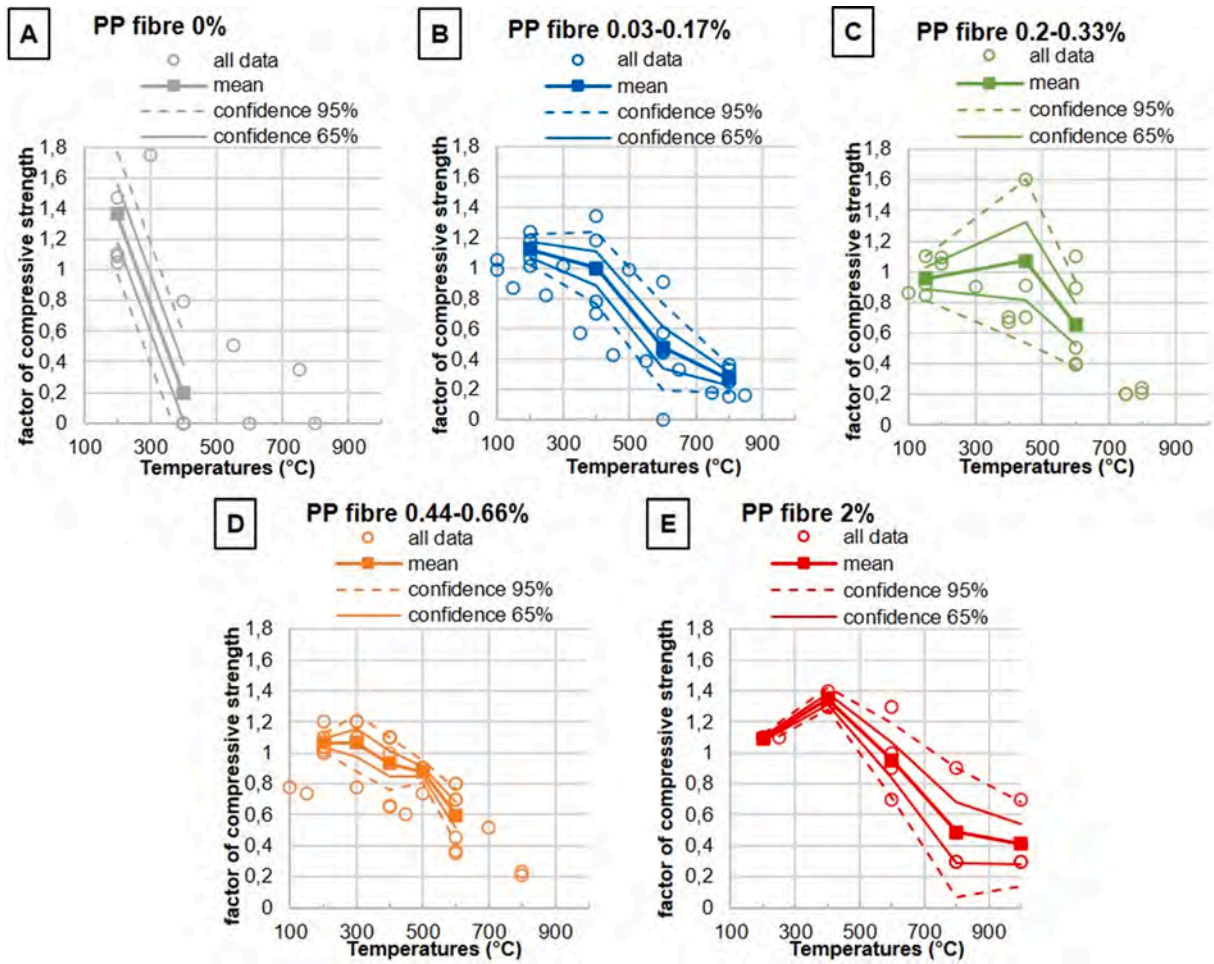 A
PP fibre 0%
all data
mean
confidence 95%
confidence 65%
factor of compressive strength
1,8
1,6
1,4
1,2
1
0,8
0,6
0,4
0,2
0
100 300 500 700 900
Temperatures (°C)
B
PP fibre 0.03-0.17%
all data
mean
confidence 95%
confidence 65%
factor of compressive strength
1,8
1,6
1,4
1,2
1
0,8
0,6
0,4
0,2
0
100 300 500 700 900
Temperatures (°C)
C
PP fibre 0.2-0.33%
all data
mean
confidence 95%
confidence 65%
factor of compressive strength
1,8
1,6
1,4
1,2
1
0,8
0,6
0,4
0,2
0
100 300 500 700 900
Temperatures (°C)
D
PP fibre 0.44-0.66%
all data
mean
confidence 95%
confidence 65%
factor of compressive strength
1,8
1,6
1,4
1,2
1
0,8
0,6
0,4
0,2
0
100 300 500 700 900
Temperatures (°C)
E
PP fibre 2%
all data
mean
confidence 95%
confidence 65%
factor of compressive strength
1,8
1,6
1,4
1,2
1
0,8
0,6
0,4
0,2
0
100 300 500 700 900
Temperatures (°C)